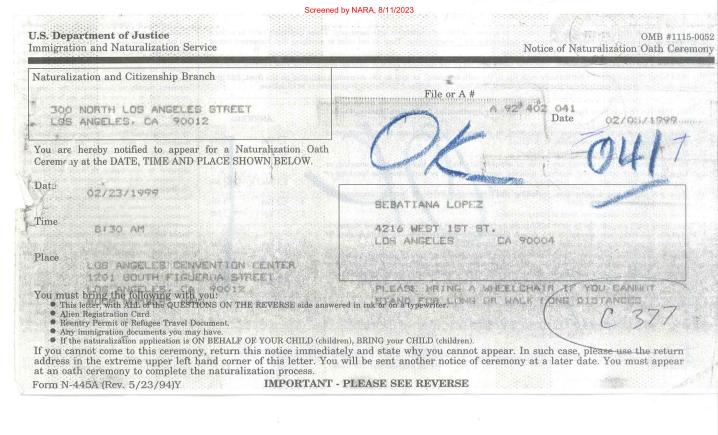 Screened by NARA, 8/11/2023
U.S. Department of Justice
Immigration and Naturalization Service
OMB #1115-0052
Notice of Naturalization Oath Ceremony
Naturalization and Citizenship Branch
300 NORTH LOS ANGELES STREET
LOS ANGELES, CA 90012
File or A #
A 92 402 041
Date
02/05/1999
OK
041
You are hereby notified to appear for a Naturalization Oath
Ceremony at the DATE, TIME AND PLACE SHOWN BELOW.
Date
02/23/1999
Time
8:30 AM
Place
LOS ANGELES CONVENTION CENTER
1201 SOUTH FIGUEROA STREET
LOS ANGELES, CA 90012
SEBATIANA LOPEZ
4216 WEST 1ST ST.
LOS ANGELES CA 90004
PLEASE BRING A WHEELCHAIR IF YOU CANNOT
STAND FOR LONG OR WALK LONG DISTANCES
C 377
You must bring the following with you:
● This letter, with ALL of the QUESTIONS ON THE REVERSE side answered in ink or on a typewriter.
● Alien Registration Card.
● Reentry Permit or Refugee Travel Document.
● Any immigration documents you may have.
● If the naturalization application is ON BEHALF OF YOUR CHILD (children), BRING your CHILD (children).
If you cannot come to this ceremony, return this notice immediately and state why you cannot appear. In such case, please use the return
address in the extreme upper left hand corner of this letter. You will be sent another notice of ceremony at a later date. You must appear
at an oath ceremony to complete the naturalization process.
Form N-445A (Rev. 5/23/94)Y
IMPORTANT - PLEASE SEE REVERSE